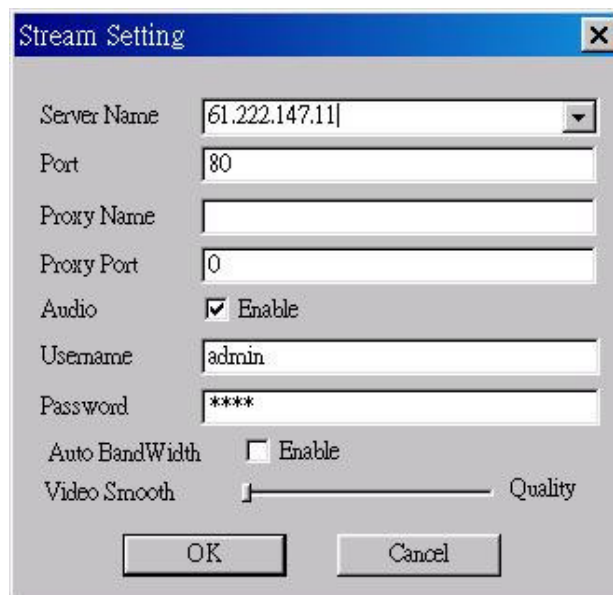 Stream Setting
Server Name 61.222.147.11
Port 80
Proxy Name
Proxy Port 0
Audio Enable
Username admin
Password ****
Auto BandWidth Enable
Video Smooth Quality
OK Cancel